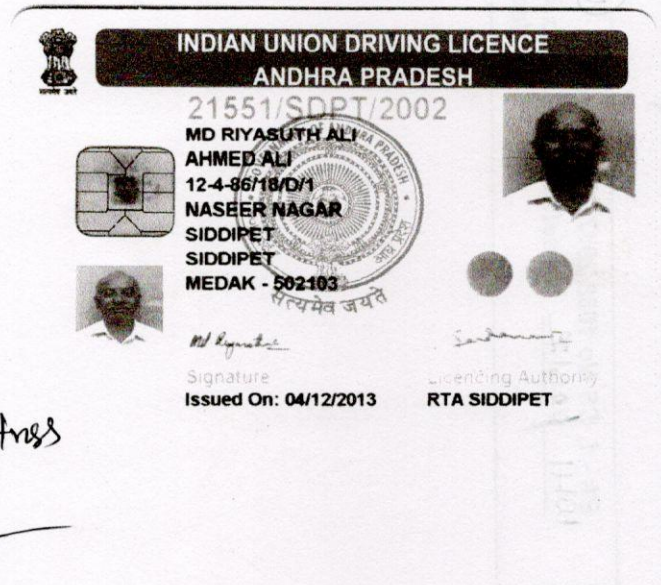 INDIAN UNION DRIVING LICENCE
ANDHRA PRADESH
21551/SDPT/2002
MD RIYASUTH ALI
AHMED ALI
12-4-86/18/D/1
NASEER NAGAR
SIDDIPET
SIDDIPET
MEDAK - 502103
सत्यमेव जयते
Signature
Licencing Authority
Issued On: 04/12/2013
RTA SIDDIPET